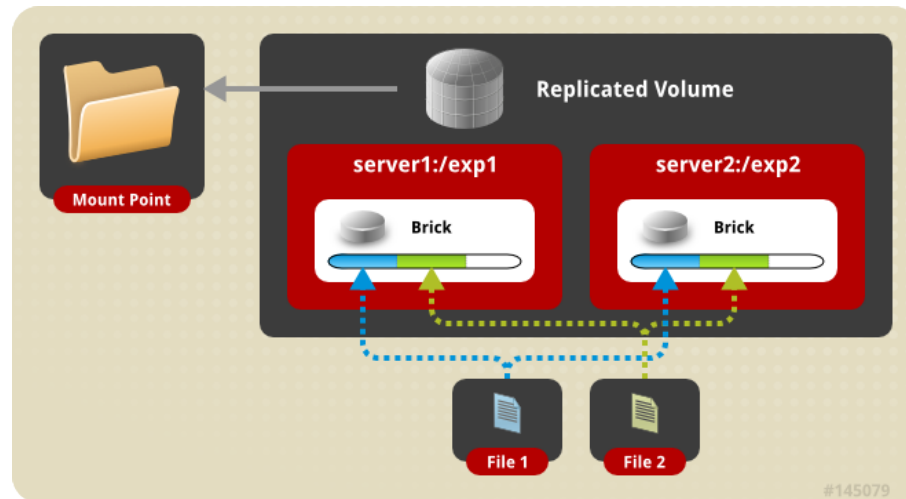 Replicated Volume
Mount Point
server1:/exp1
server2:/exp2
Brick
Brick
File 1
File 2
#145079